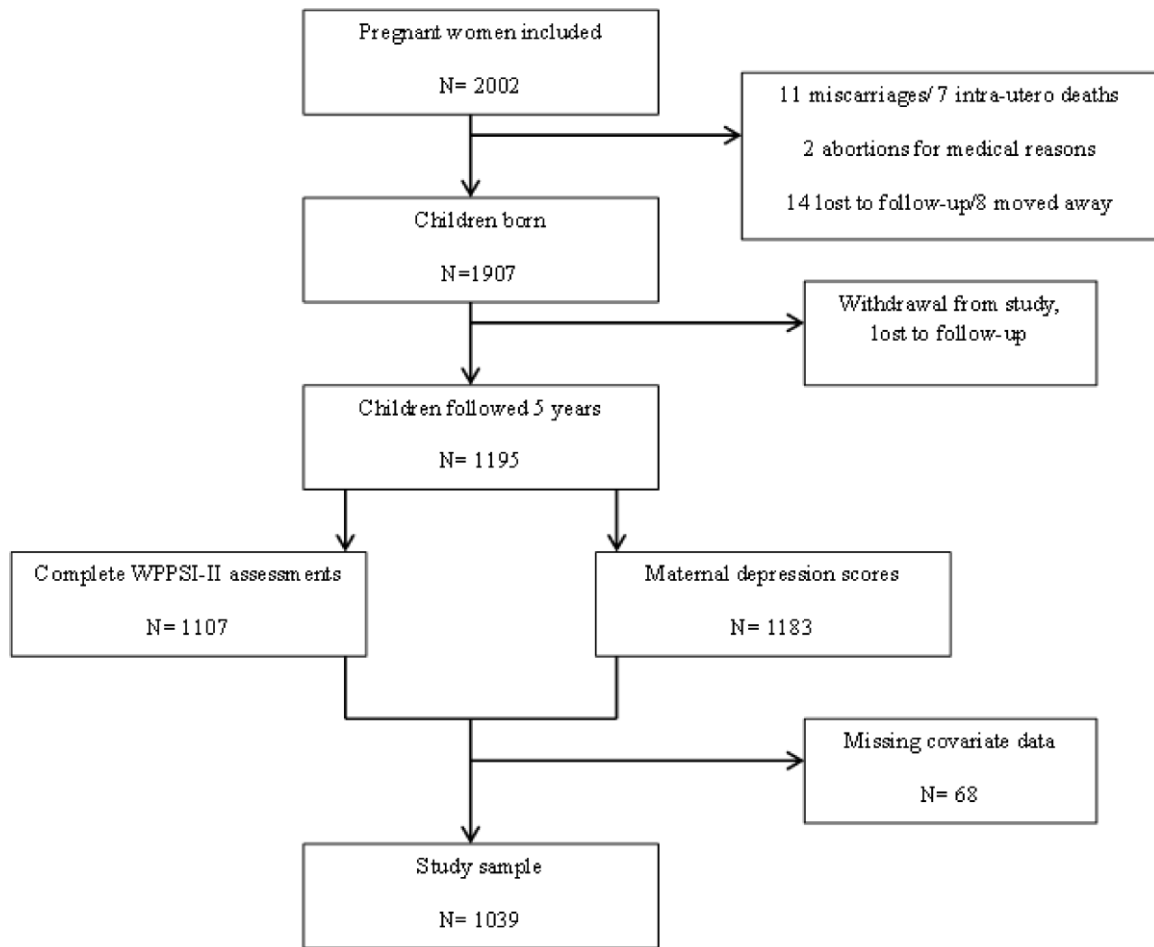 Pregnant women included
N= 2002
11 miscarriages/ 7 intra-utero deaths
2 abortions for medical reasons
14 lost to follow-up/8 moved away
Children born
N=1907
Withdrawal from study,
lost to follow-up
Children followed 5 years
N= 1195
Complete WPPSI-II assessments
N= 1107
Maternal depression scores
N= 1183
Missing covariate data
N= 68
Study sample
N= 1039